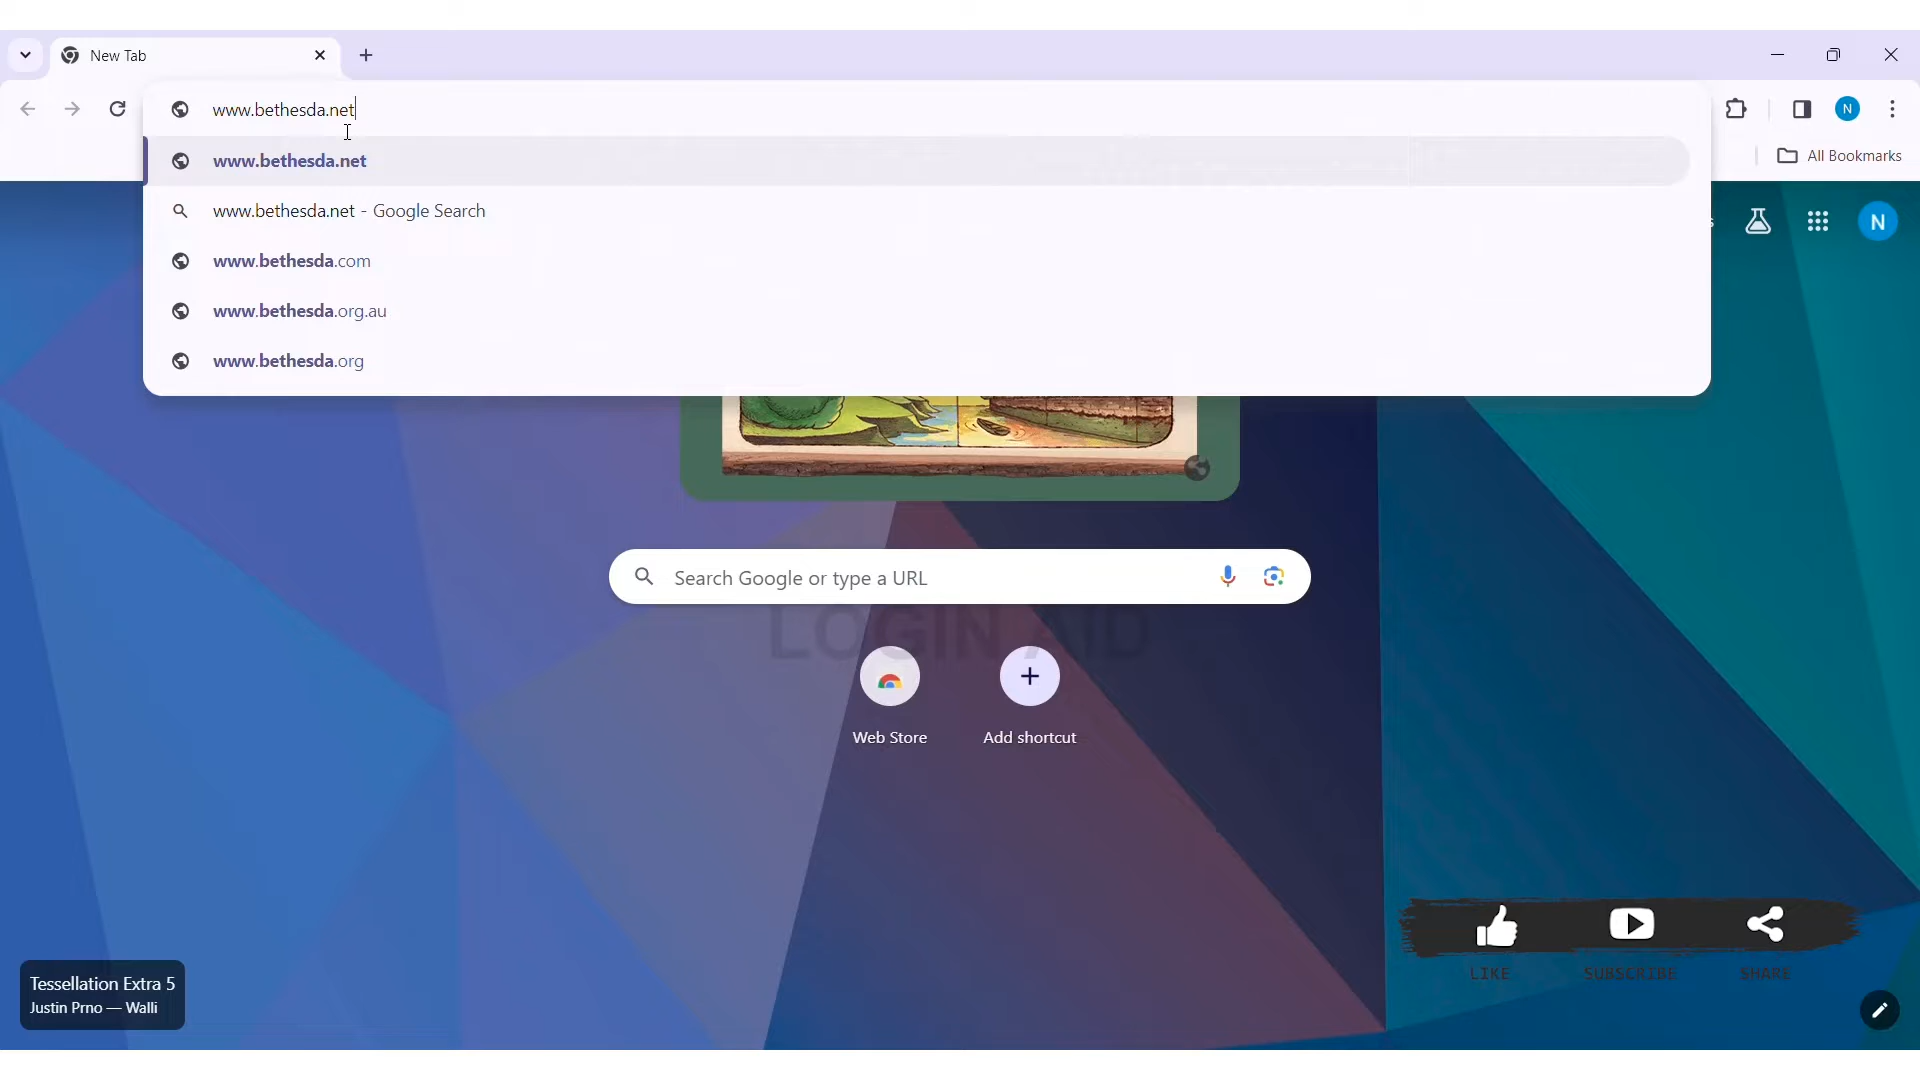 New Tab
www.bethesda.net
All Bookmarks
www.bethesda.net
www.bethesda.net - Google Search
s
N
www.bethesda.com
www.bethesda.org.au
www.bethesda.org
Search Google or type a URL
LOGIN AID
Web Store
Add shortcut
LIKE
SUBSCRIBE
SHARE
Tessellation Extra 5
Justin Prno — Walli